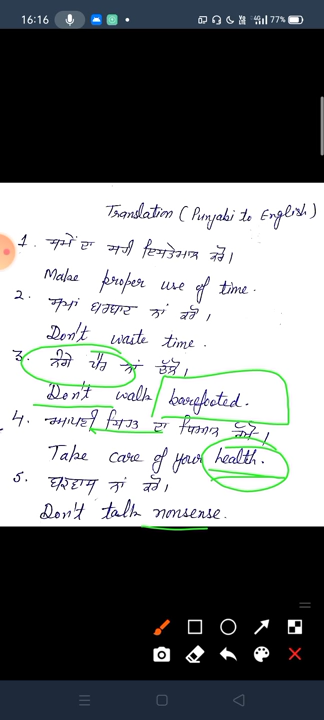 16:16
77%
Translation (Punjabi to English)
1. ਸਮੇਂ ਦਾ ਸਹੀ ਇਸਤੇਮਾਲ ਕਰੋ।
Make proper use of time.
2. ਸਮਾਂ ਬਰਬਾਦ ਨਾਂ ਕਰੋ।
Don't waste time.
3. ਨੰਗੇ ਪੈਰ ਨਾਂ ਚੱਲੋ।
Don't walk barefooted.
4. ਆਪਣੀ ਸਿਹਤ ਦਾ ਧਿਆਨ ਰੱਖੋ।
Take care of your health.
5. ਬਕਵਾਸ ਨਾਂ ਕਰੋ।
Don't talk nonsense.